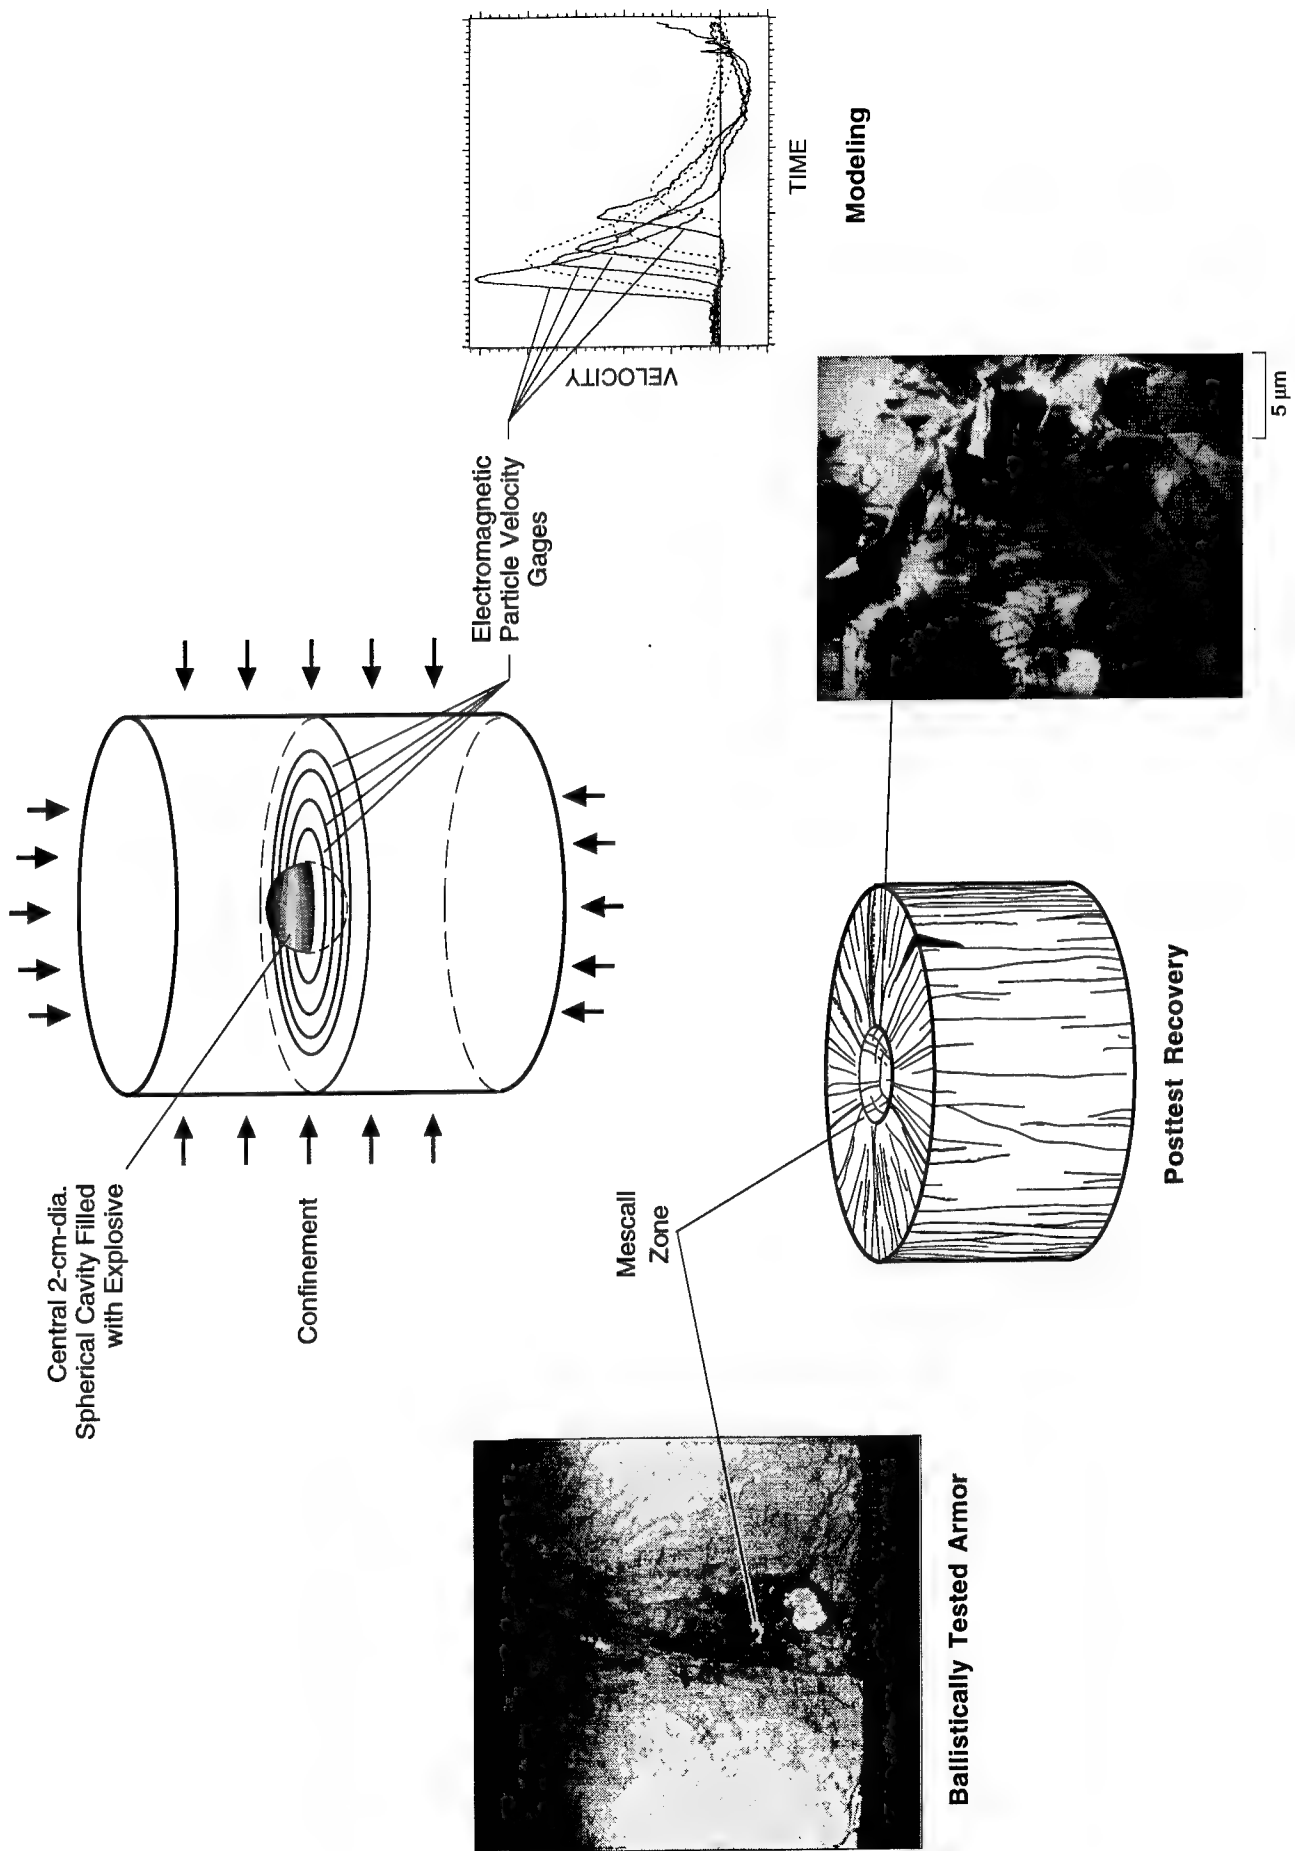 Central 2-cm-dia.
Spherical Cavity Filled
with Explosive
Confinement
Electromagnetic
Particle Velocity
Gages
VELOCITY
TIME
Modeling
Mescall
Zone
Ballistically Tested Armor
Posttest Recovery
5 µm